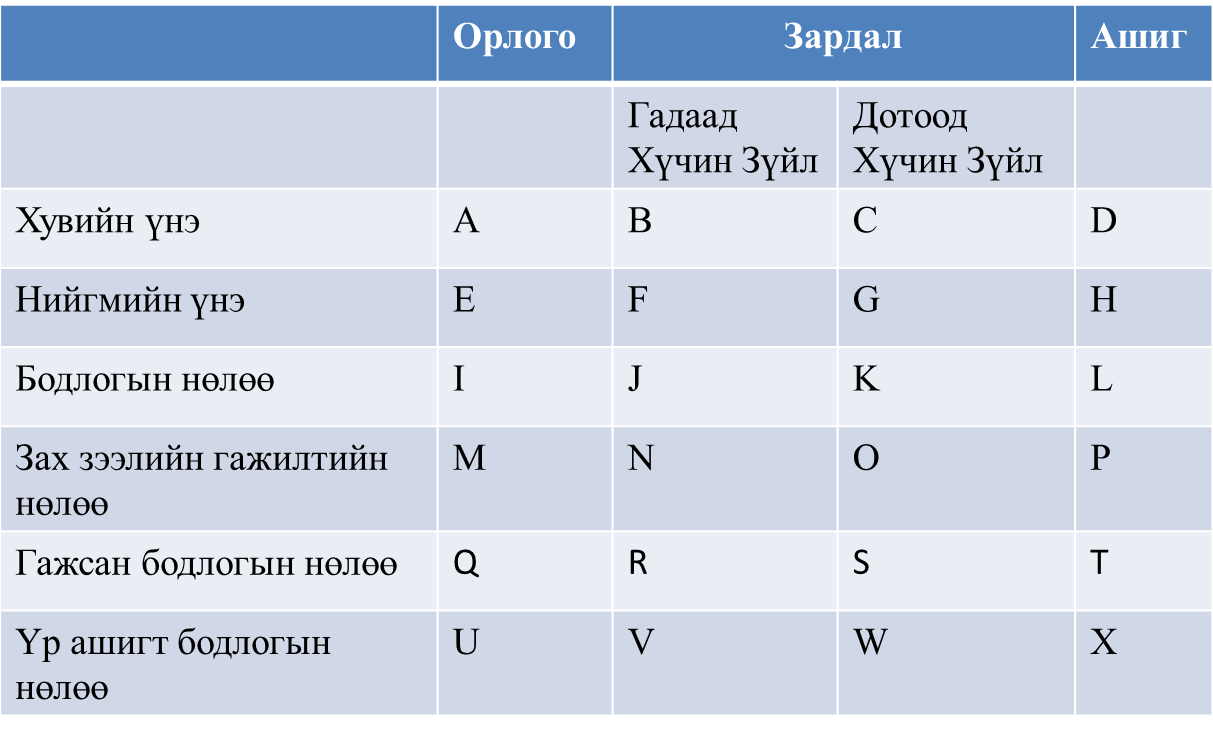 Орлого Зардал Ашиг
Гадаад Дотоод
Хүчин Зүйл Хүчин Зүйл
Хувийн үнэ A B C D
Нийгмийн үнэ E F G H
Бодлогын нөлөө I J K L
Зах зээлийн гажилтийн M N O P
нөлөө
Гажсан бодлогын нөлөө Q R S T
Үр ашигт бодлогын U V W X
нөлөө